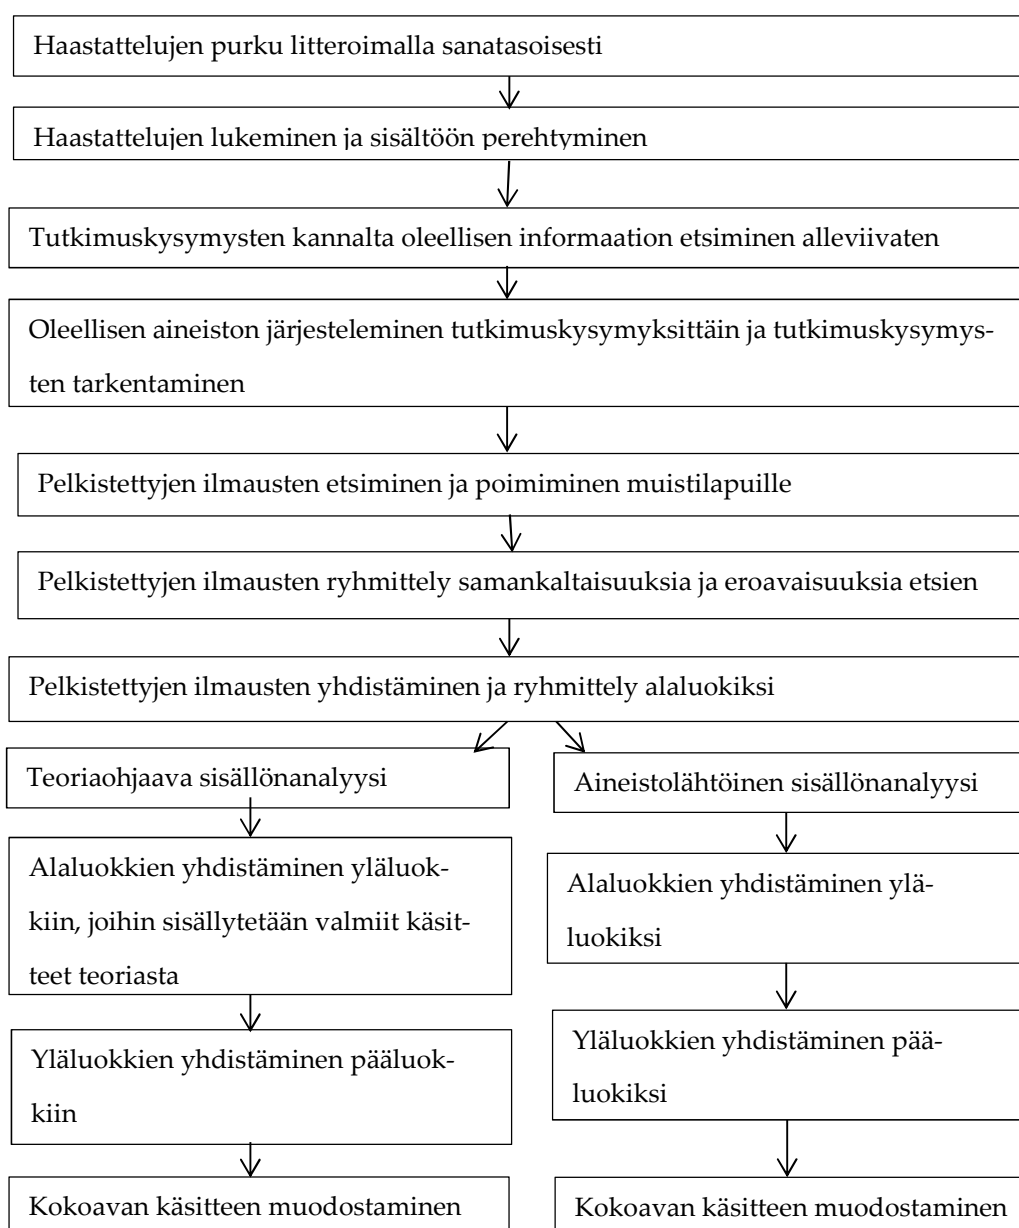 Haastattelujen purku litteroimalla sanatasoisesti
Haastattelujen lukeminen ja sisältöön perehtyminen
Tutkimuskysymysten kannalta oleellisen informaation etsiminen alleviivaten
Oleellisen aineiston järjesteleminen tutkimuskysymyksittäin ja tutkimuskysymys-
ten tarkentaminen
Pelkistettyjen ilmausten etsiminen ja poimiminen muistilapuille
Pelkistettyjen ilmausten ryhmittely samankaltaisuuksia ja eroavaisuuksia etsien
Pelkistettyjen ilmausten yhdistäminen ja ryhmittely alaluokiksi
Teoriaohjaava sisällönanalyysi
Alaluokkien yhdistäminen yläluok-
kiin, joihin sisällytetään valmiit käsit-
teet teoriasta
Yläluokkien yhdistäminen pääluok-
kiin
Kokoavan käsitteen muodostaminen
Aineistolähtöinen sisällönanalyysi
Alaluokkien yhdistäminen ylä-
luokiksi
Yläluokkien yhdistäminen pää-
luokiksi
Kokoavan käsitteen muodostaminen